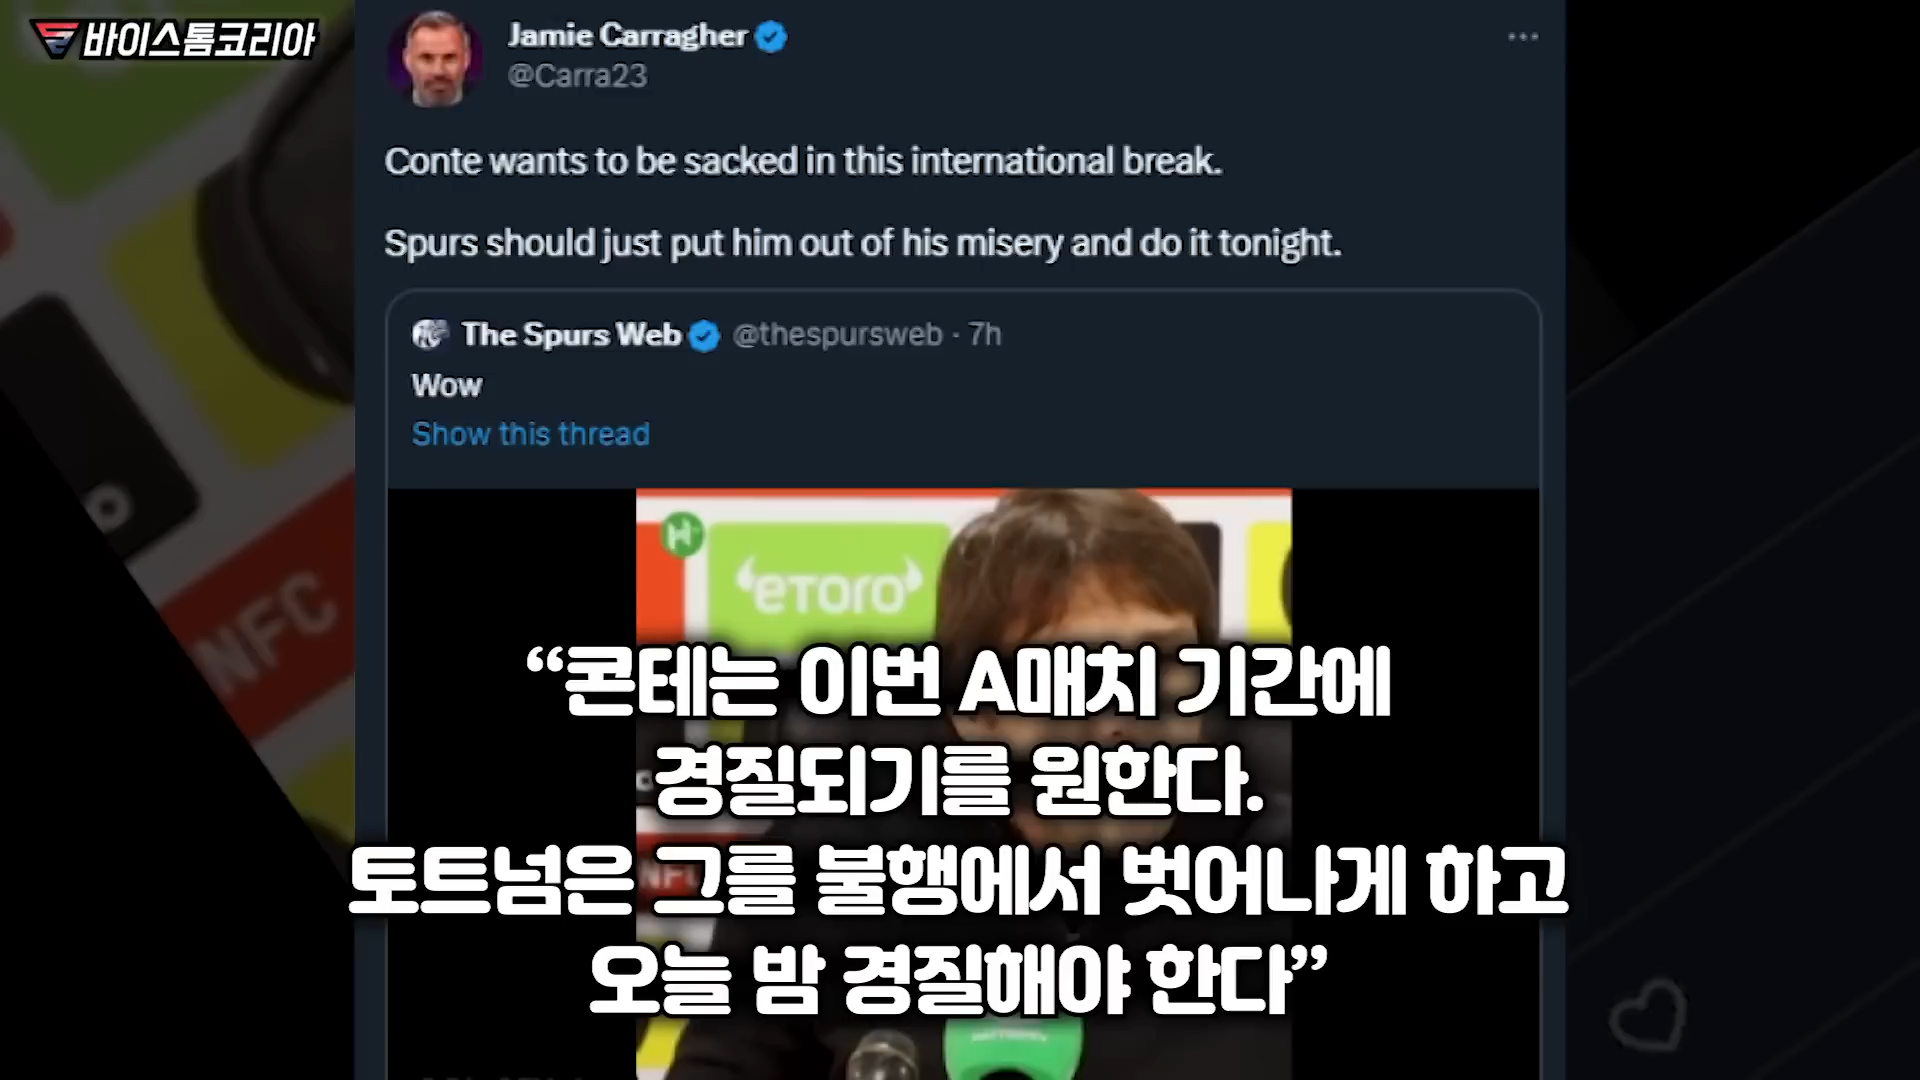 바이스톰코리아
Jamie Carragher
@Carra23
Conte wants to be sacked in this international break.
Spurs should just put him out of his misery and do it tonight.
The Spurs Web @thespursweb · 7h
Wow
Show this thread
eToro
NFC
“콘테는 이번 A매치 기간에
경질되기를 원한다.
토트넘은 그를 불행에서 벗어나게 하고
오늘 밤 경질해야 한다”